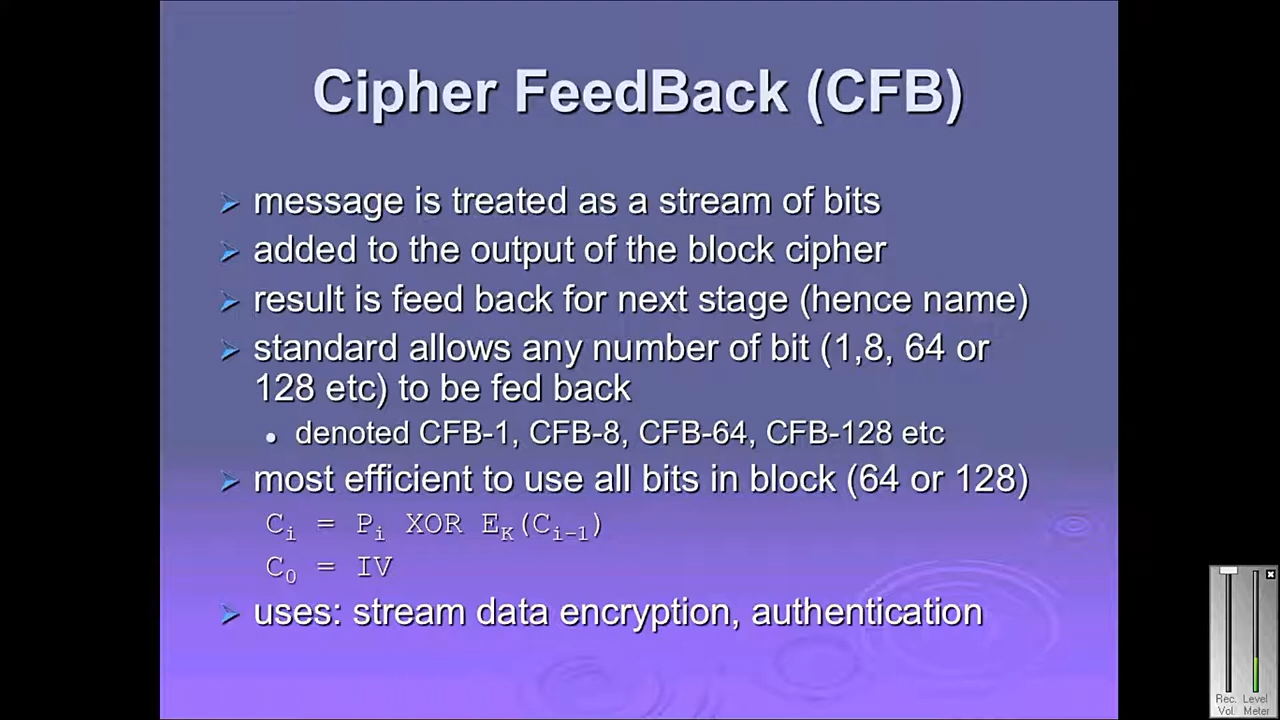 Cipher FeedBack (CFB)
message is treated as a stream of bits
added to the output of the block cipher
result is feed back for next stage (hence name)
standard allows any number of bit (1,8, 64 or
128 etc) to be fed back
denoted CFB-1, CFB-8, CFB-64, CFB-128 etc
most efficient to use all bits in block (64 or 128)
Cᵢ = Pᵢ XOR E_K(Cᵢ₋₁)
C₀ = IV
uses: stream data encryption, authentication
Rec. Level
Vol. Meter